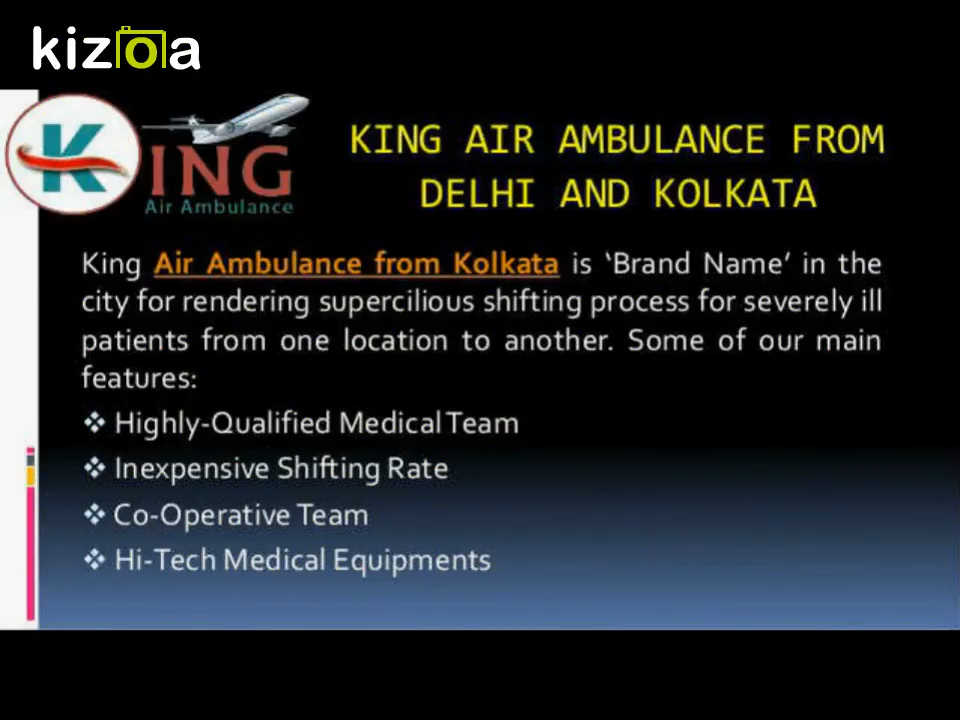 kizoa
KING
Air Ambulance
KING AIR AMBULANCE FROM
DELHI AND KOLKATA
King Air Ambulance from Kolkata is ‘Brand Name’ in the
city for rendering supercilious shifting process for severely ill
patients from one location to another. Some of our main
features:
❖ Highly-Qualified Medical Team
❖ Inexpensive Shifting Rate
❖ Co-Operative Team
❖ Hi-Tech Medical Equipments